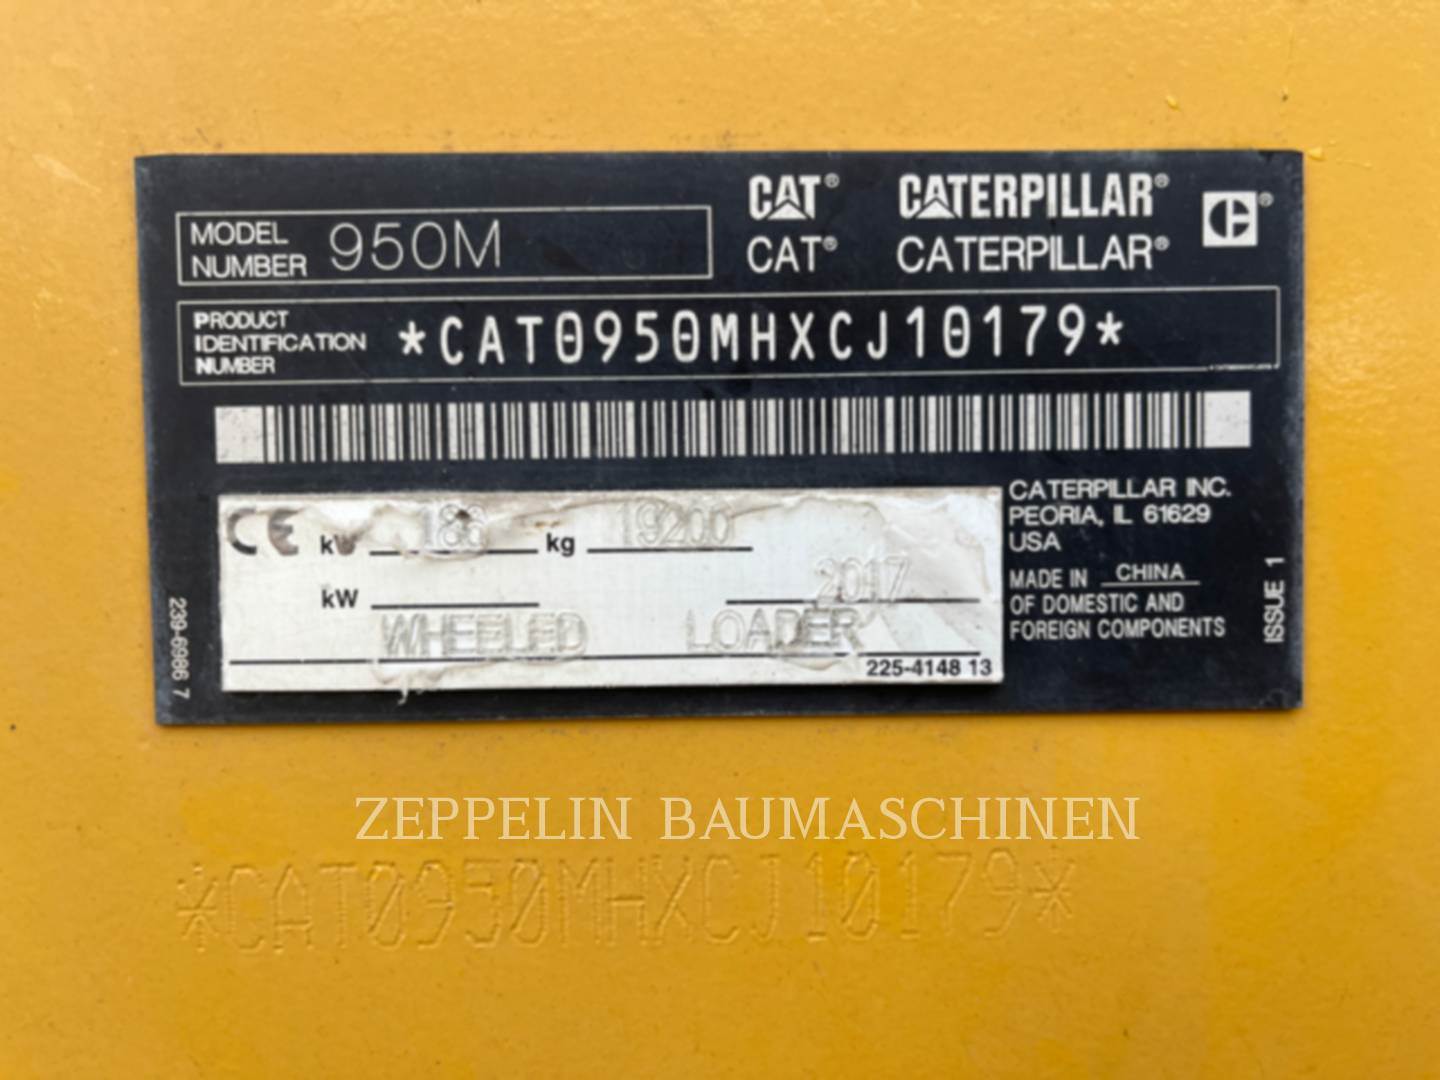 MODEL NUMBER 950M
CAT® CATERPILLAR®
CAT® CATERPILLAR®
PRODUCT
IDENTIFICATION
NUMBER
*CAT0950MHXCJ10179*
CE kW 186 kg 19200
kW 2017
WHEELED LOADER
225-4148 13
CATERPILLAR INC.
PEORIA, IL 61629
USA
MADE IN CHINA
OF DOMESTIC AND
FOREIGN COMPONENTS
ISSUE 1
239-6986 7
ZEPPELIN BAUMASCHINEN
*CAT0950MHXCJ10179*